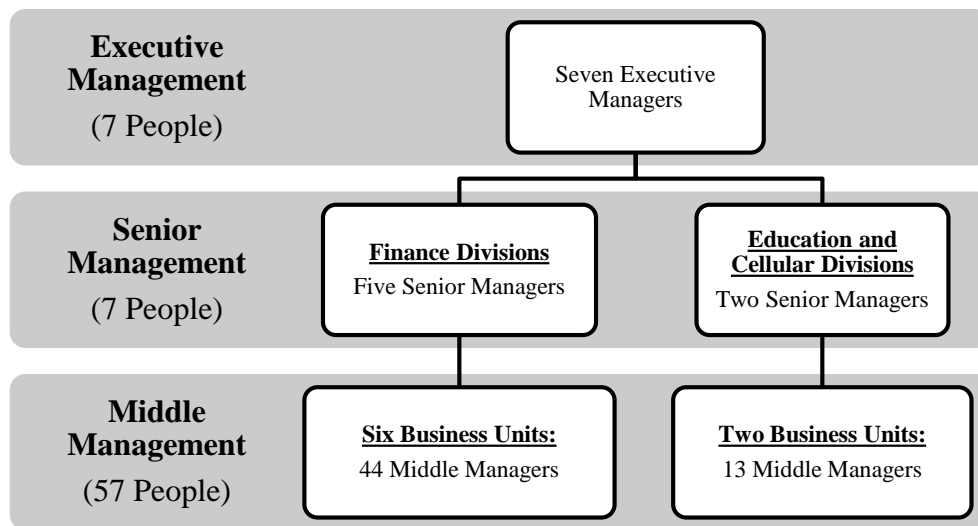 Executive
Management
(7 People)
Seven Executive
Managers
Senior
Management
(7 People)
Finance Divisions
Five Senior Managers
Education and
Cellular Divisions
Two Senior Managers
Middle
Management
(57 People)
Six Business Units:
44 Middle Managers
Two Business Units:
13 Middle Managers